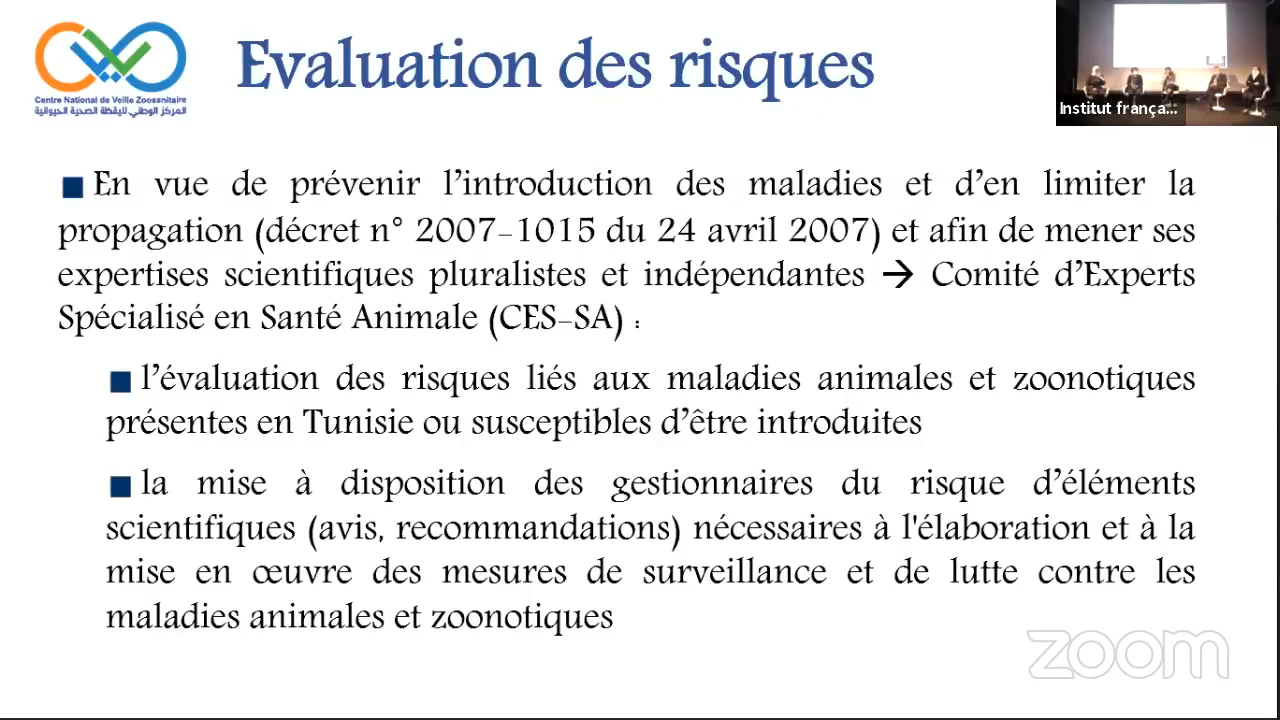 Centre National de Veille Zoosanitaire
المركز الوطني لليقظة الصحية الحيوانية
Evaluation des risques
Institut frança...
En vue de prévenir l’introduction des maladies et d’en limiter la
propagation (décret n° 2007-1015 du 24 avril 2007) et afin de mener ses
expertises scientifiques pluralistes et indépendantes → Comité d’Experts
Spécialisé en Santé Animale (CES-SA) :
l’évaluation des risques liés aux maladies animales et zoonotiques
présentes en Tunisie ou susceptibles d’être introduites
la mise à disposition des gestionnaires du risque d’éléments
scientifiques (avis, recommandations) nécessaires à l'élaboration et à la
mise en œuvre des mesures de surveillance et de lutte contre les
maladies animales et zoonotiques
zoom